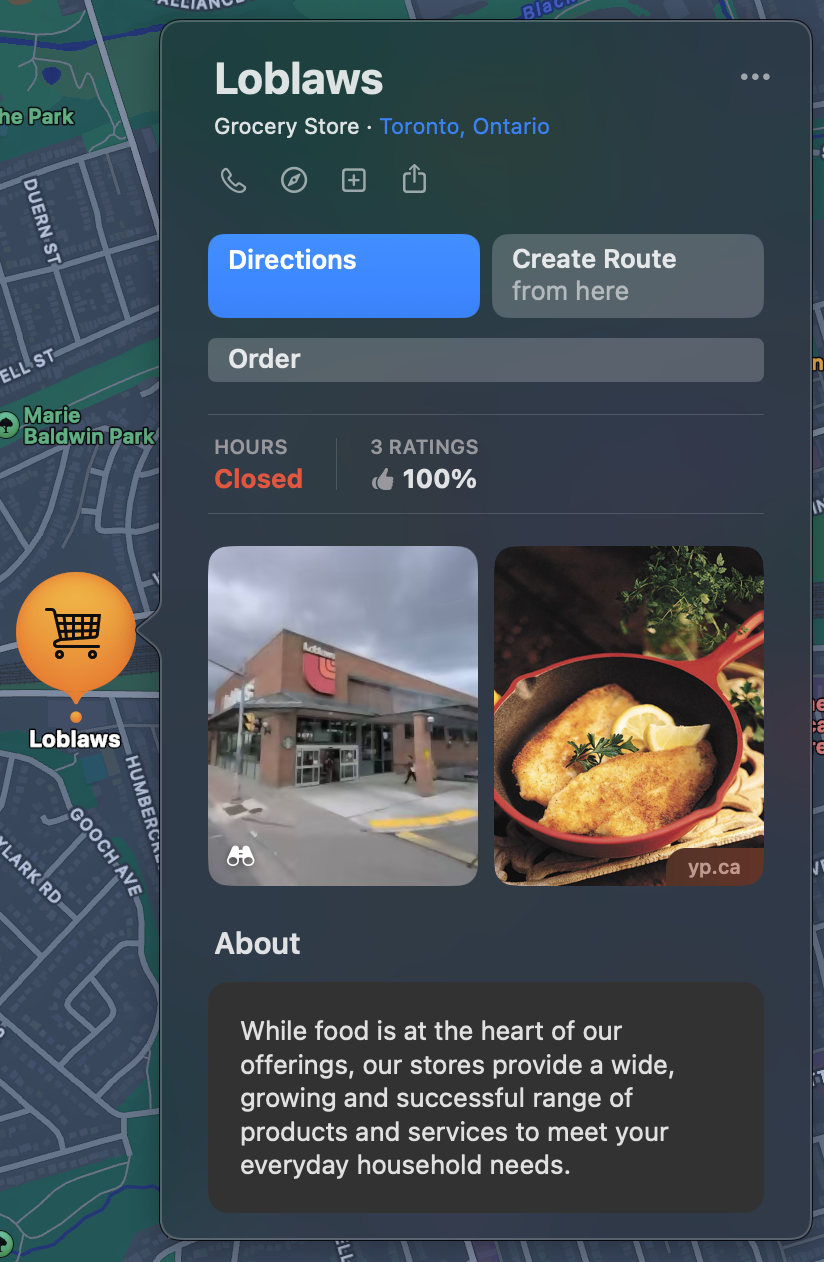 ALLIANCE
Black
Loblaws
Grocery Store · Toronto, Ontario
he Park
DUERN ST
Directions
Create Route
from here
ELL ST
Order
Marie
Baldwin Park
HOURS
3 RATINGS
Closed
100%
Loblaws
Loblaws
HUMBERCR
GOOCH AVE
YLARK RD
yp.ca
About
While food is at the heart of our
offerings, our stores provide a wide,
growing and successful range of
products and services to meet your
everyday household needs.
ELL